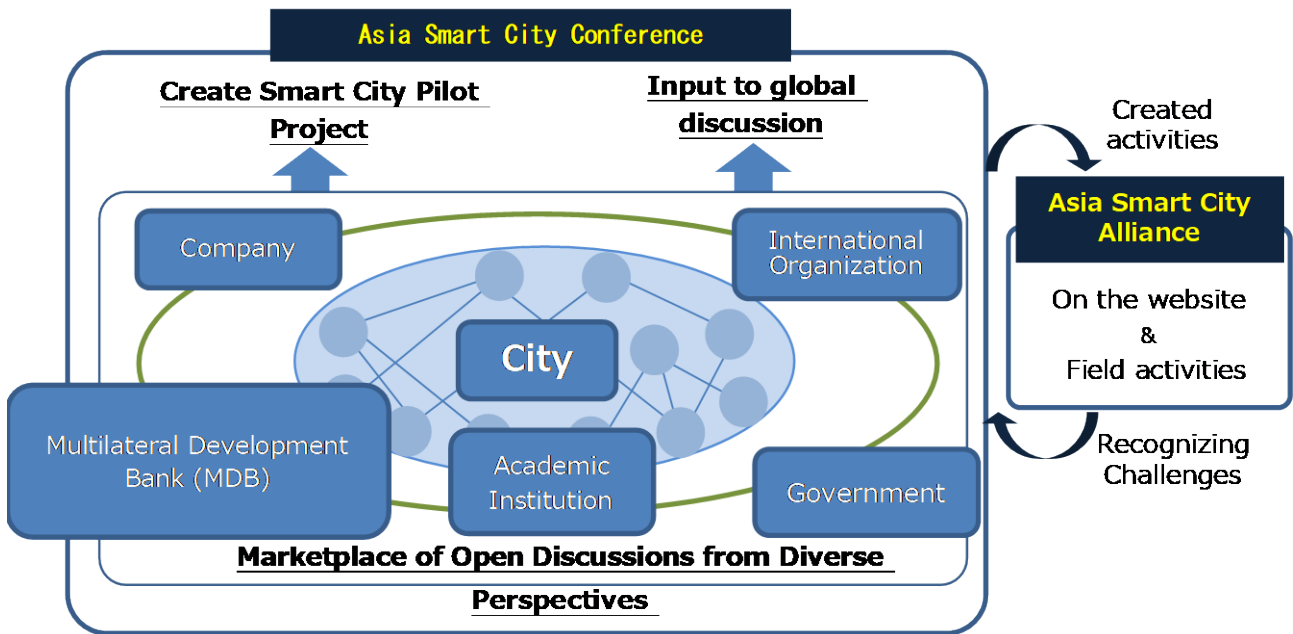 Asia Smart City Conference
Create Smart City Pilot
Project
Input to global
discussion
Created
activities
Company
International
Organization
Asia Smart City
Alliance
On the website
&
Field activities
City
Multilateral Development
Bank (MDB)
Academic
Institution
Government
Recognizing
Challenges
Marketplace of Open Discussions from Diverse
Perspectives